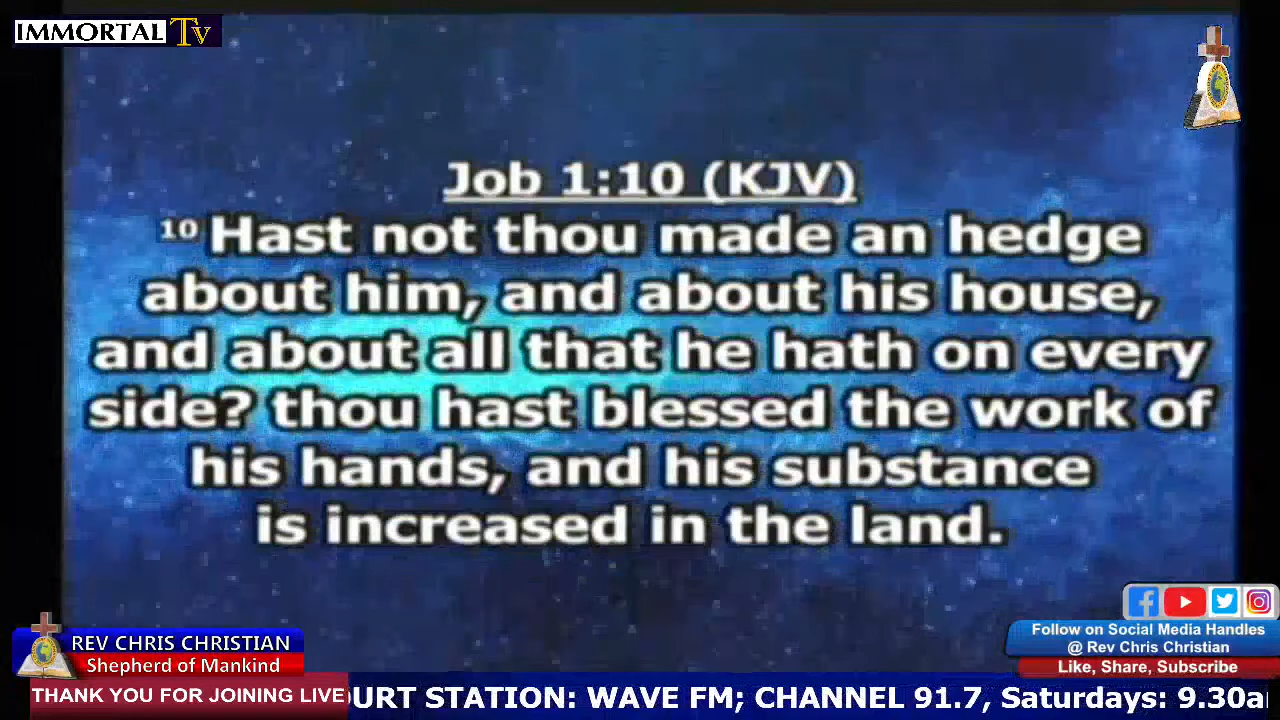 IMMORTAL Tv
Job 1:10 (KJV)
10 Hast not thou made an hedge
about him, and about his house,
and about all that he hath on every
side? thou hast blessed the work of
his hands, and his substance
is increased in the land.
REV CHRIS CHRISTIAN
Shepherd of Mankind
Follow on Social Media Handles
@ Rev Chris Christian
Like, Share, Subscribe
THANK YOU FOR JOINING LIVE
URT STATION: WAVE FM; CHANNEL 91.7, Saturdays: 9.30a